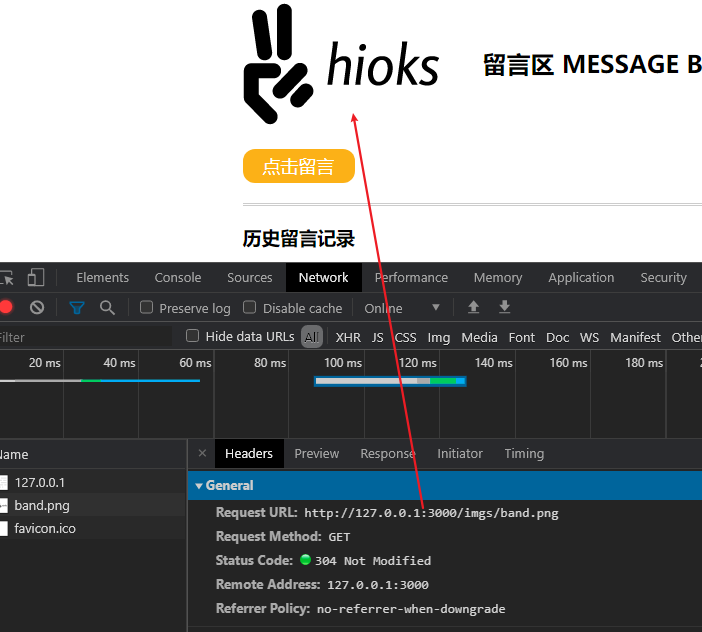 hioks
留言区 MESSAGE B
点击留言
历史留言记录
Elements Console Sources Network Performance Memory Application Security
Preserve log Disable cache Online
Filter Hide data URLs All XHR JS CSS Img Media Font Doc WS Manifest Other
20 ms 40 ms 60 ms 80 ms 100 ms 120 ms 140 ms 160 ms 180 ms
Name × Headers Preview Response Initiator Timing
127.0.0.1
band.png
favicon.ico
▼ General
Request URL: http://127.0.0.1:3000/imgs/band.png
Request Method: GET
Status Code: 304 Not Modified
Remote Address: 127.0.0.1:3000
Referrer Policy: no-referrer-when-downgrade